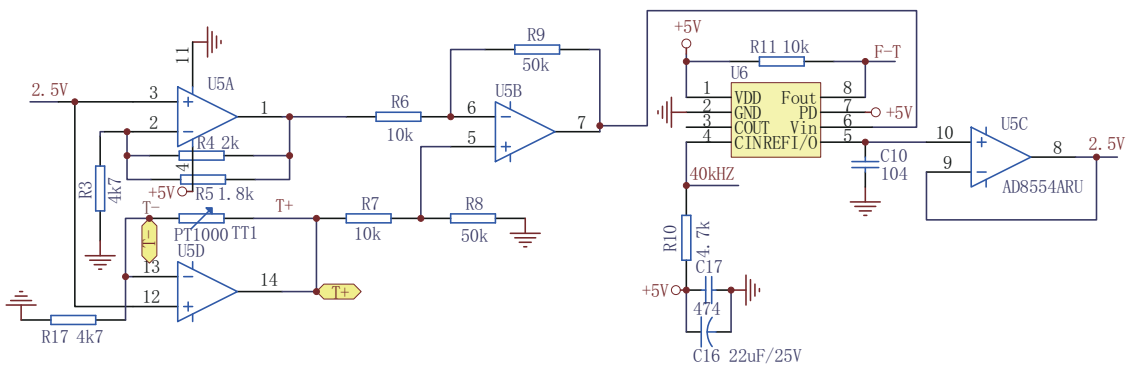 +5V
R9
R11 10k
F-T
11
50k
U6
2.5V
U5A
U5B
1
8
VDD
Fout
3
1
R6
6
2
7
GND
PD
+5V
7
3
6
COUT
Vin
U5C
2
10k
5
4
5
CIN
REFI/O
10
R4 2k
8
2.5V
4
C10
9
40kHZ
104
AD8554ARU
R3
4k7
+5V
R5 1.8k
T-
T+
R7
R8
T-
PT1000
TT1
10k
50k
R10
4.7k
U5D
13
14
C17
12
T+
+5V
474
R17 4k7
C16
22uF/25V